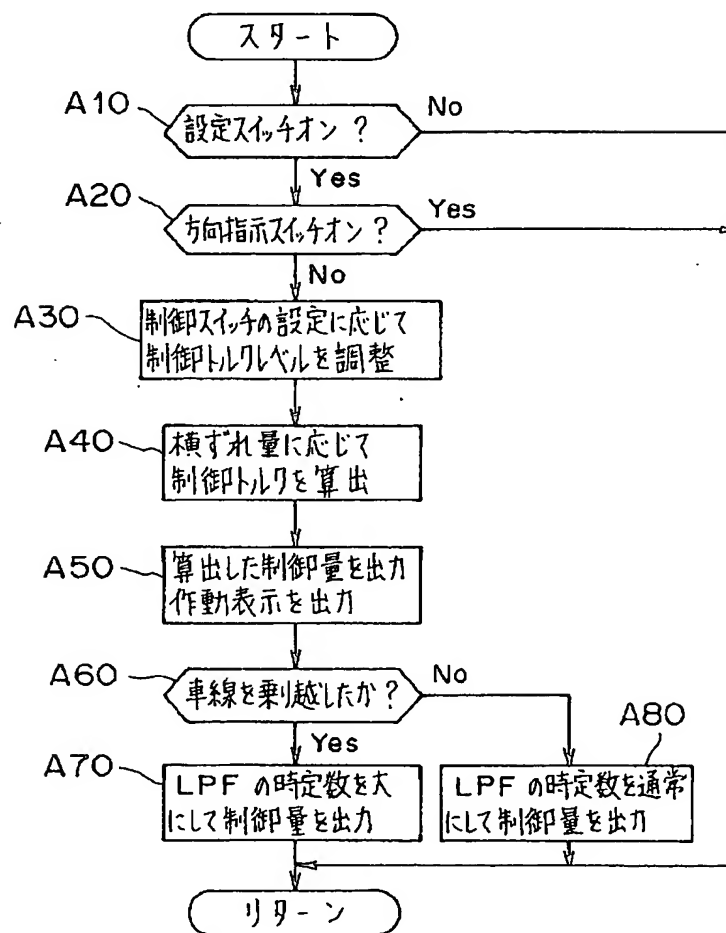 スタート
A10
設定スイッチオン?
No
Yes
A20
方向指示スイッチオン?
Yes
No
A30
制御スイッチの設定に応じて
制御トルクレベルを調整
A40
横ずれ量に応じて
制御トルクを算出
A50
算出した制御量を出力
作動表示を出力
A60
車線を乗り越したか?
No
Yes
A70
LPFの時定数を大
にして制御量を出力
A80
LPFの時定数を通常
にして制御量を出力
リターン